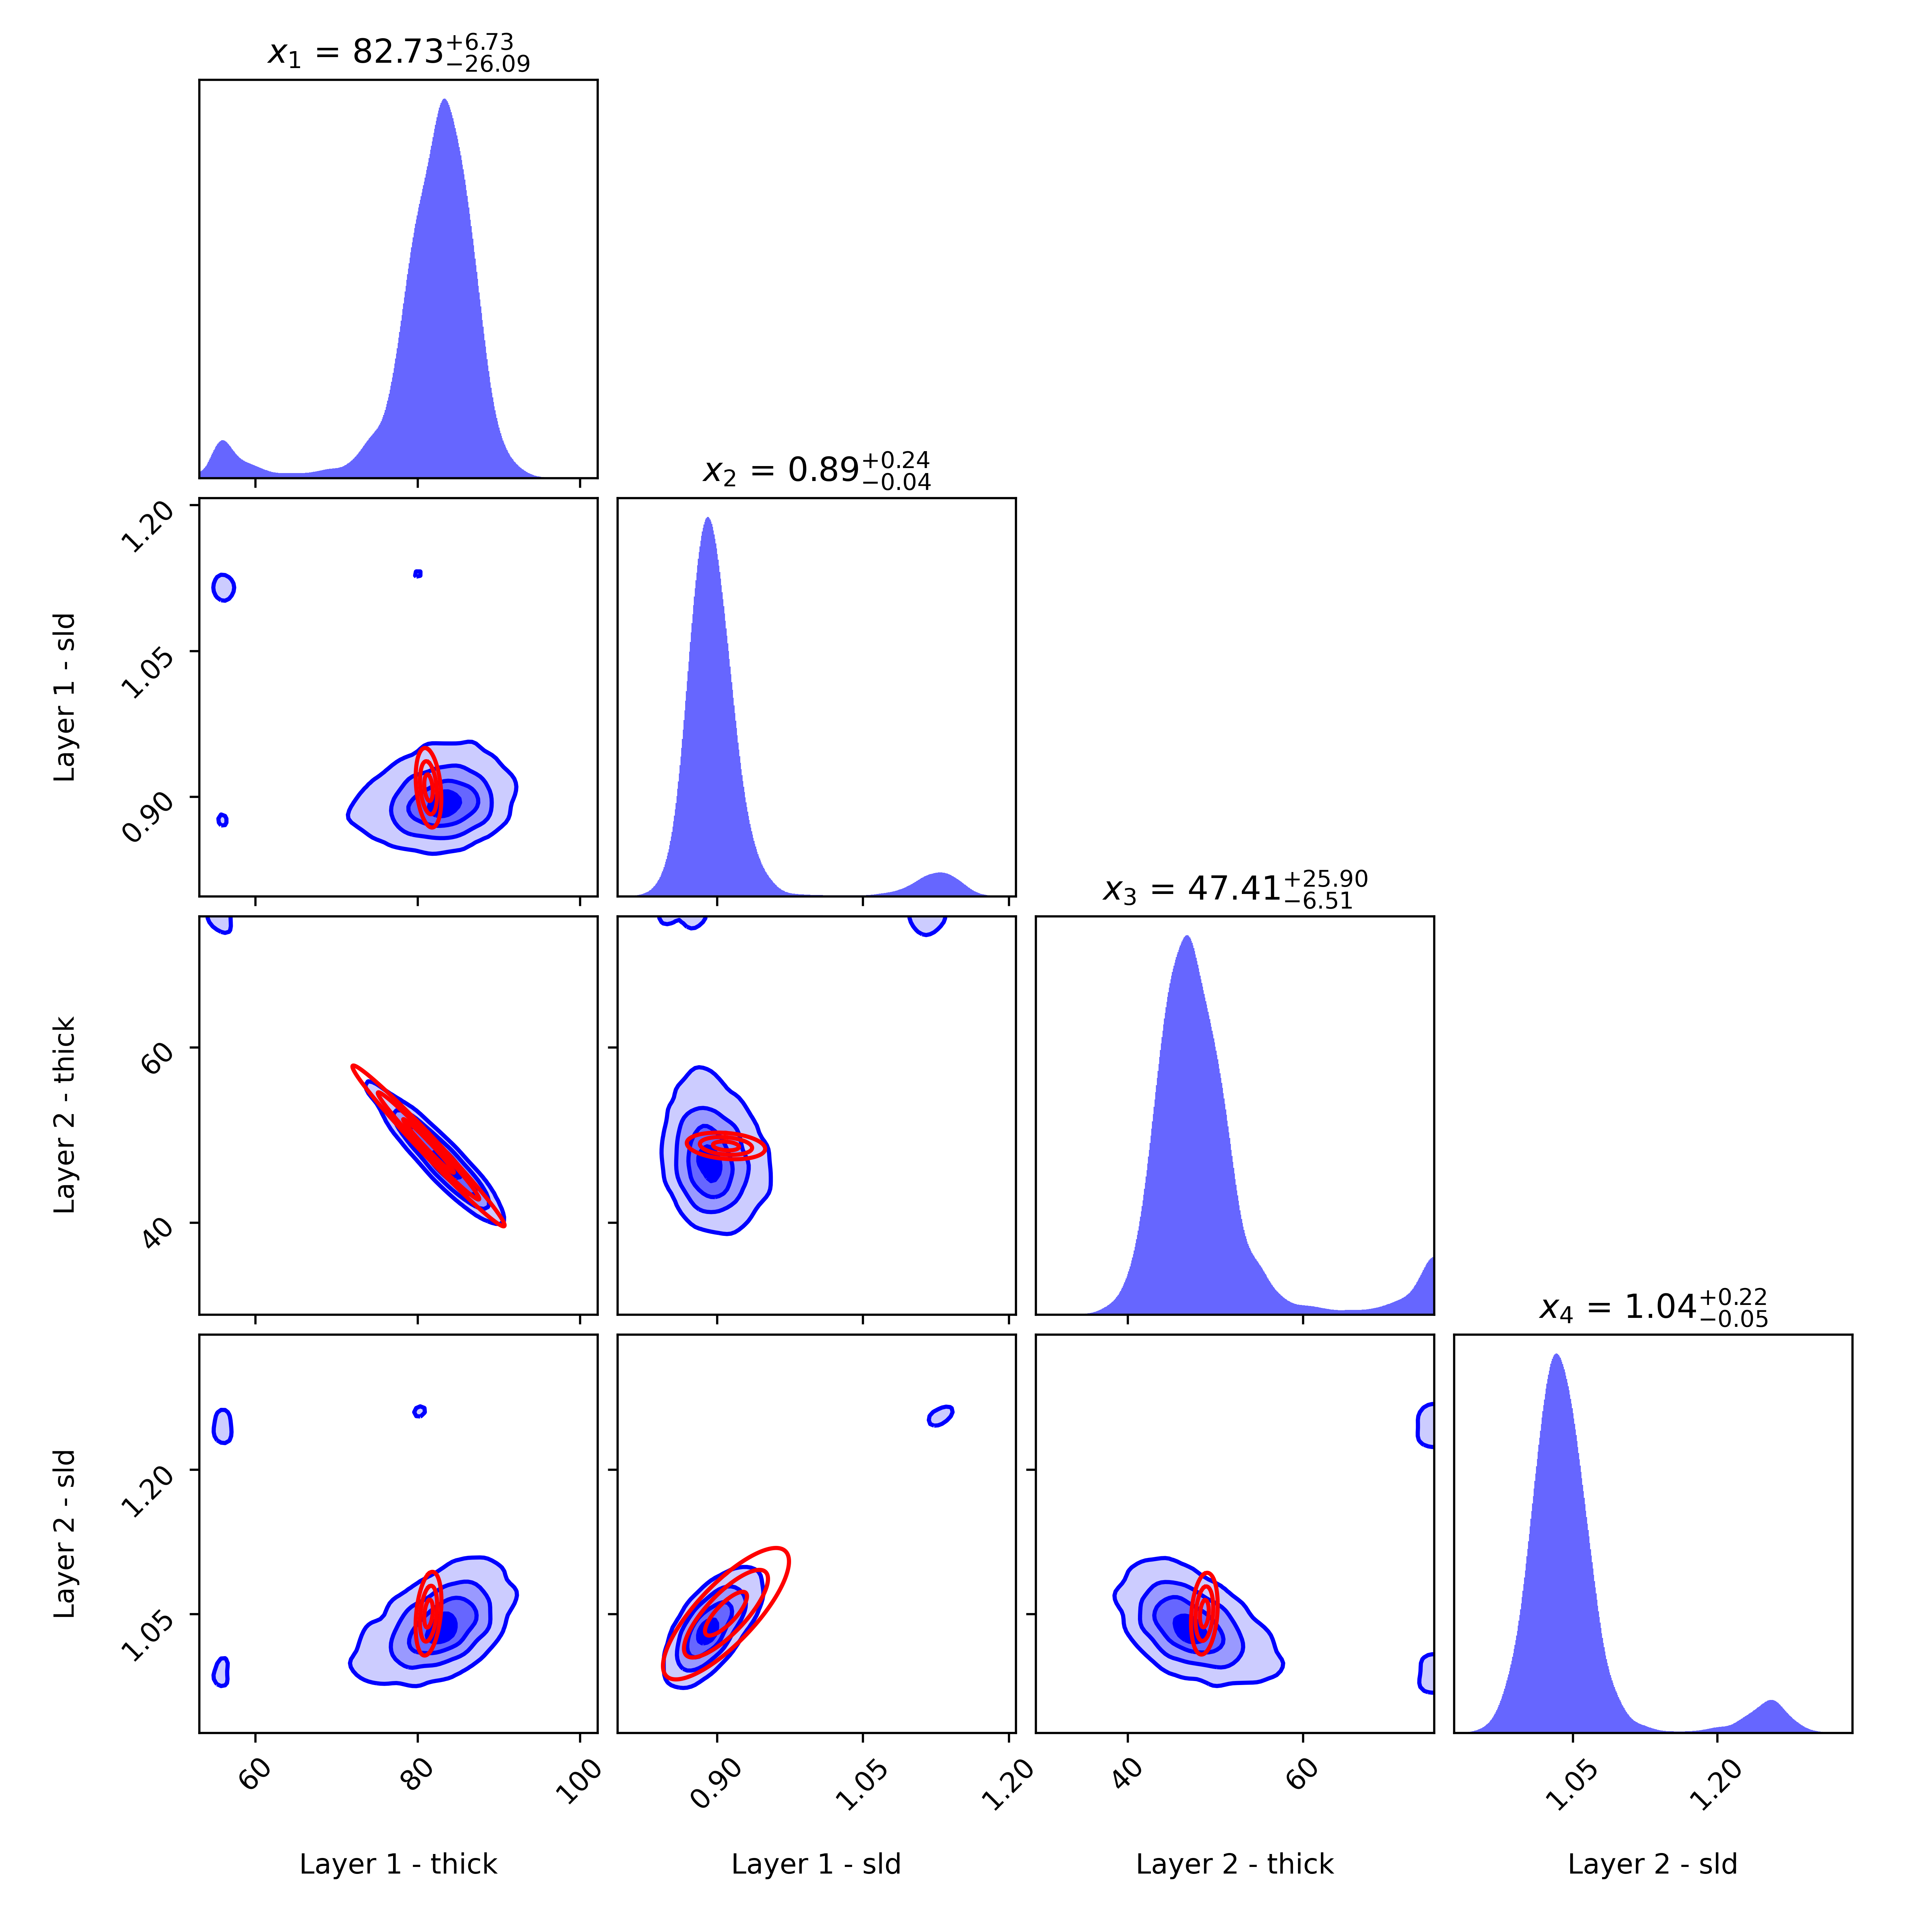 x₁ = 82.73 +6.73 −26.09
1.20
1.05
0.90
Layer 1 - sld
x₂ = 0.89 +0.24 −0.04
60
40
Layer 2 - thick
x₃ = 47.41 +25.90 −6.51
1.20
1.05
Layer 2 - sld
x₄ = 1.04 +0.22 −0.05
60 80 100 0.90 1.05 1.20 40 60 1.05 1.20
Layer 1 - thick Layer 1 - sld Layer 2 - thick Layer 2 - sld